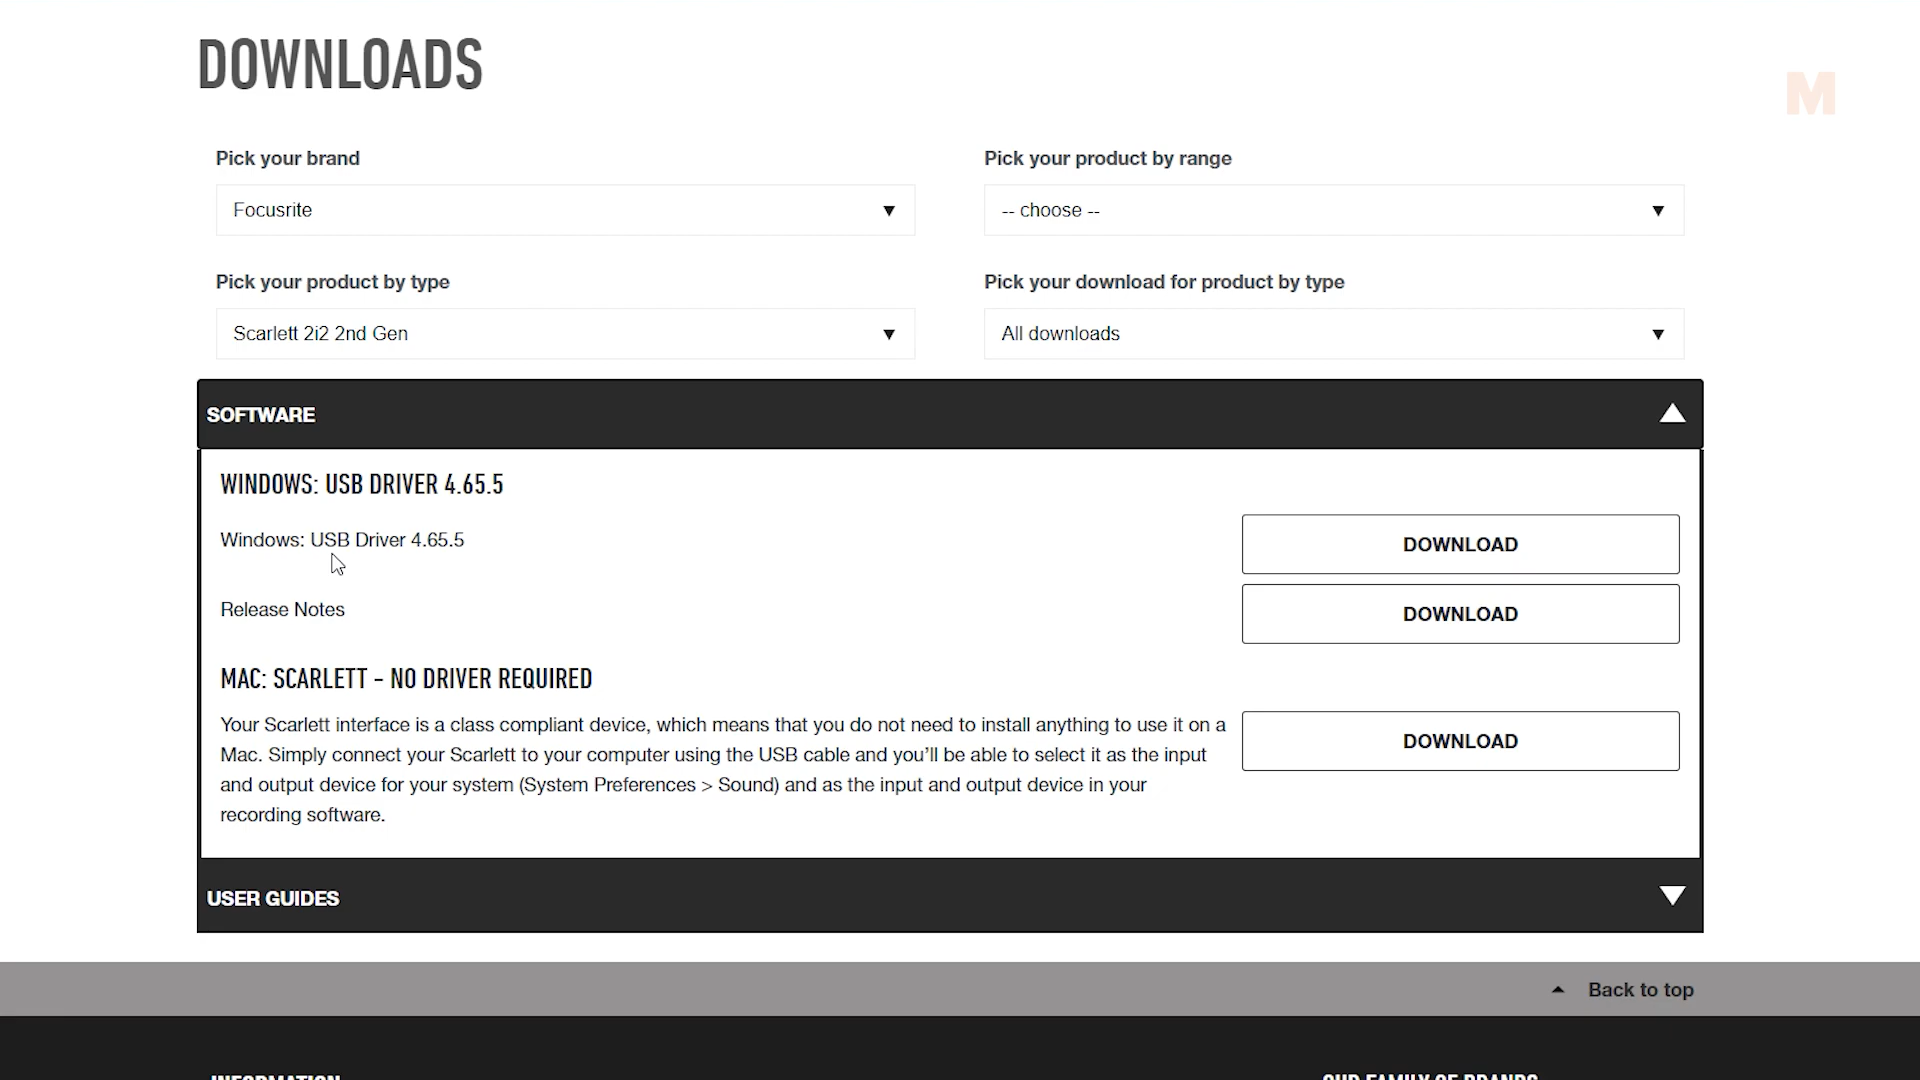 DOWNLOADS
M
Pick your brand
Pick your product by range
Focusrite
-- choose --
Pick your product by type
Pick your download for product by type
Scarlett 2i2 2nd Gen
All downloads
SOFTWARE
WINDOWS: USB DRIVER 4.65.5
Windows: USB Driver 4.65.5
DOWNLOAD
Release Notes
DOWNLOAD
MAC: SCARLETT - NO DRIVER REQUIRED
Your Scarlett interface is a class compliant device, which means that you do not need to install anything to use it on a
Mac. Simply connect your Scarlett to your computer using the USB cable and you'll be able to select it as the input
and output device for your system (System Preferences > Sound) and as the input and output device in your
recording software.
DOWNLOAD
USER GUIDES
Back to top
INFORMATION
OUR FAMILY OF BRANDS